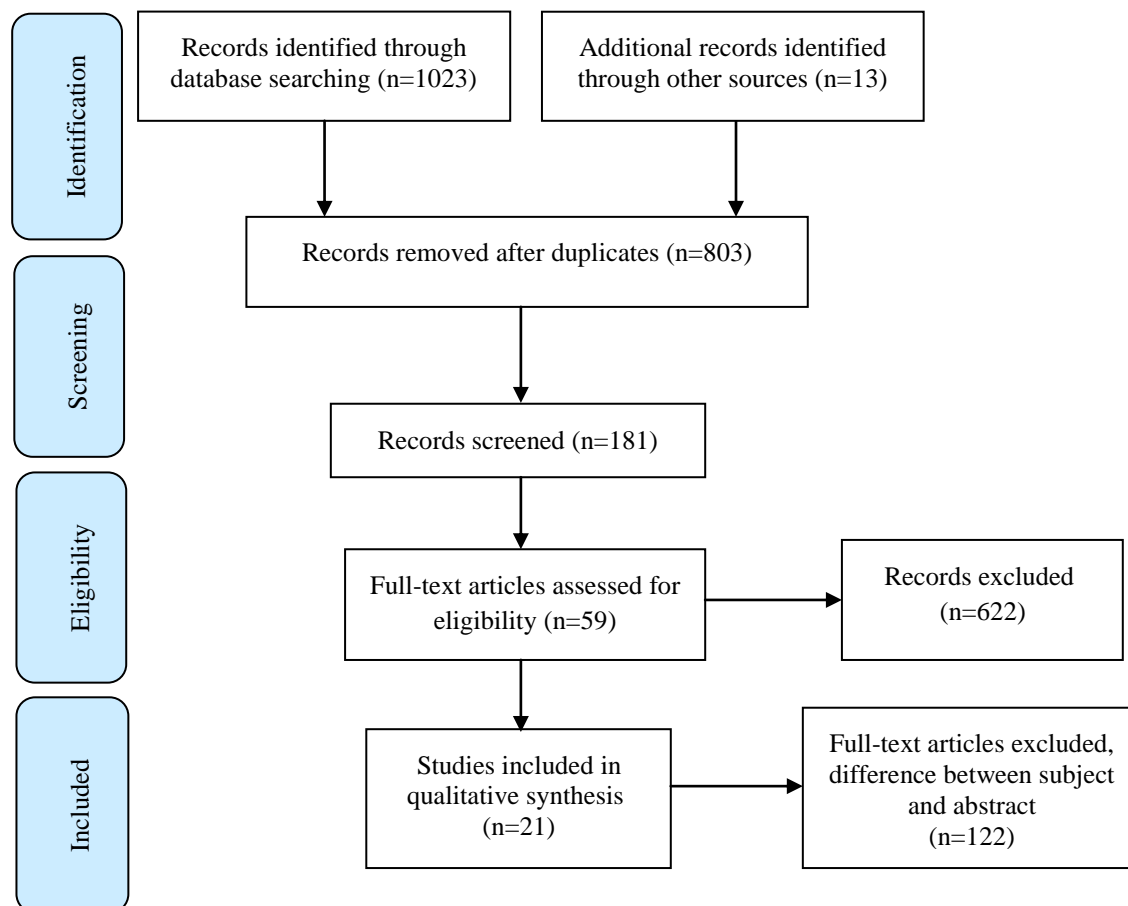 Identification
Records identified through
database searching (n=1023)
Additional records identified
through other sources (n=13)
Records removed after duplicates (n=803)
Screening
Records screened (n=181)
Eligibility
Full-text articles assessed for
eligibility (n=59)
Records excluded
(n=622)
Included
Studies included in
qualitative synthesis
(n=21)
Full-text articles excluded,
difference between subject
and abstract
(n=122)